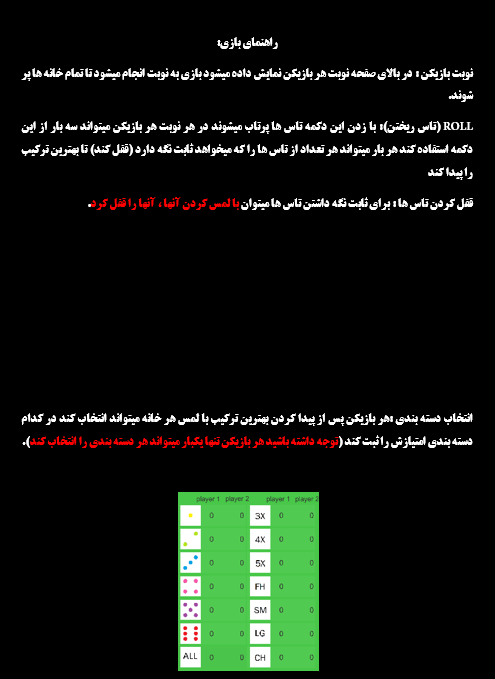 راهنمای بازی:
نوبت بازیکن : در بالای صفحه نوبت هر بازیکن نمایش داده میشود بازی به نوبت انجام میشود تا تمام خانه ها پر
شوند.
ROLL (تاس ریختن): با زدن این دکمه تاس ها پرتاب میشوند در هر نوبت هر بازیکن میتواند سه بار از این
دکمه استفاده کند هر بار میتواند هر تعداد از تاس ها را که میخواهد ثابت نگه دارد (قفل کند) تا بهترین ترکیب
را پیدا کند
قفل کردن تاس ها : برای ثابت نگه داشتن تاس ها میتوان با لمس کردن آنها ، آنها را قفل کرد.
انتخاب دسته بندی :هر بازیکن پس از پیدا کردن بهترین ترکیب با لمس هر خانه میتواند انتخاب کند در کدام
دسته بندی امتیازش را ثبت کند (توجه داشته باشید هر بازیکن تنها یکبار میتواند هر دسته بندی را انتخاب کند).
player 1 player 2 player 1 player 2
0 0 3X 0 0
0 0 4X 0 0
0 0 5X 0 0
0 0 FH 0 0
0 0 SM 0 0
0 0 LG 0 0
ALL 0 0 CH 0 0